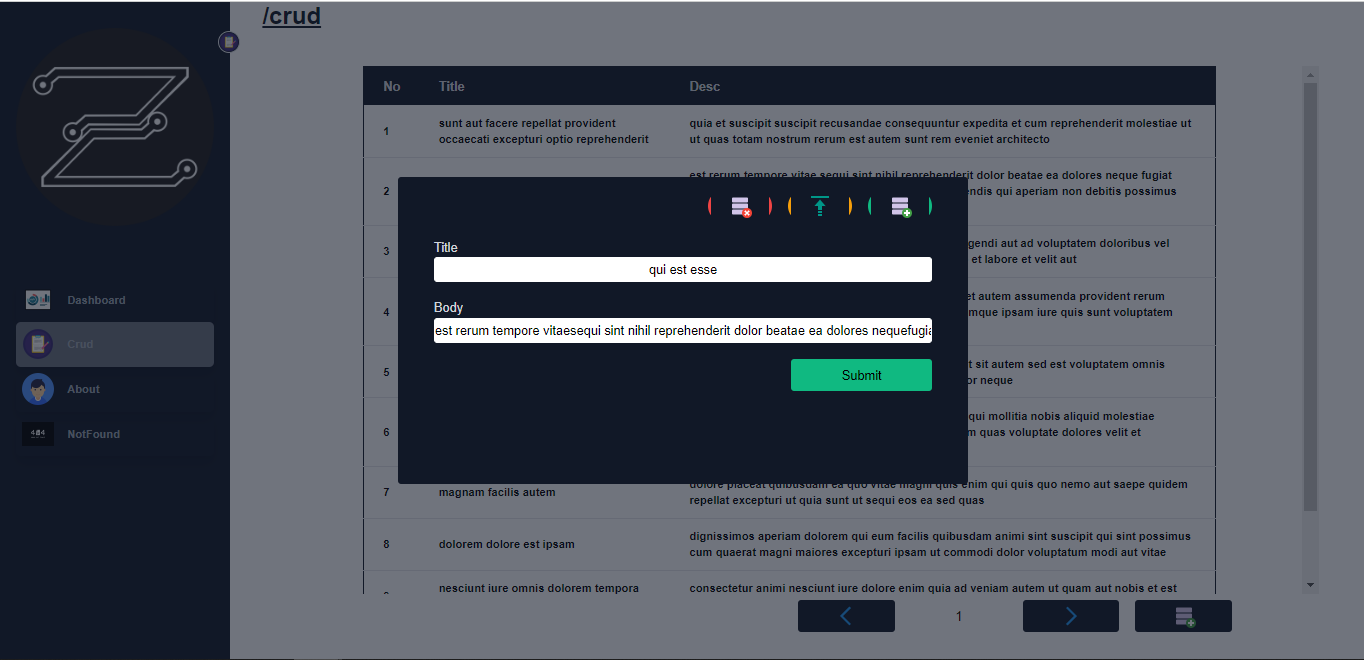 /crud
No Title Desc
1 sunt aut facere repellat provident occaecati excepturi optio reprehenderit
quia et suscipit suscipit recusandae consequuntur expedita et cum reprehenderit molestiae ut
ut quas totam nostrum rerum est autem sunt rem eveniet architecto
2
est rerum tempore vitae sequi sint nihil reprehenderit dolor beatae ea dolores neque fugiat
endis qui aperiam non debitis possimus
3
gendi aut ad voluptatem doloribus vel
et labore et velit aut
4
et autem assumenda provident rerum
mque ipsam iure quis sunt voluptatem
5
t sit autem sed est voluptatem omnis
or neque
6
qui mollitia nobis aliquid molestiae
m quas voluptate dolores velit et
7 magnam facilis autem
dolore placeat quibusdam ea quo vitae magni quis enim qui quis quo nemo aut saepe quidem
repellat excepturi ut quia sunt ut sequi eos ea sed quas
8 dolorem dolore est ipsam
dignissimos aperiam dolorem qui eum facilis quibusdam animi sint suscipit qui sint possimus
cum quaerat magni maiores excepturi ipsam ut commodi dolor voluptatum modi aut vitae
nesciunt iure omnis dolorem tempora
consectetur animi nesciunt iure dolore enim quia ad veniam autem ut quam aut nobis et est
Title
qui est esse
Body
est rerum tempore vitaesequi sint nihil reprehenderit dolor beatae ea dolores nequefugia
Submit
Dashboard
Crud
About
404 NotFound
1